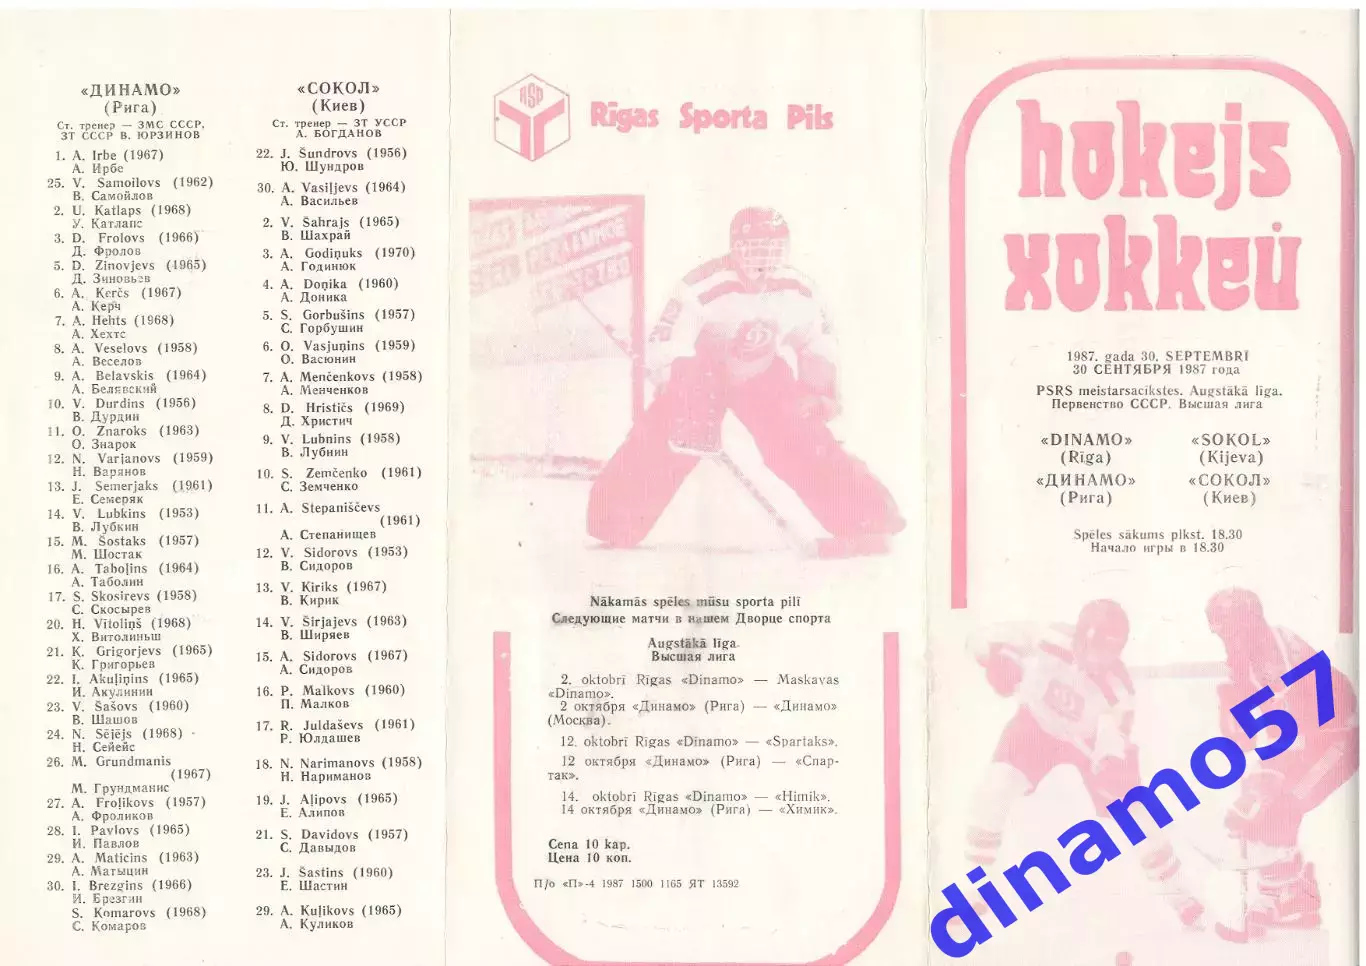 «ДИНАМО»
(Рига)
Ст. тренер — ЗМС СССР,
ЗТ СССР В. ЮРЗИНОВ
1. A. Irbe (1967)
А. Ирбе
25. V. Samoilovs (1962)
В. Самойлов
2. U. Katlaps (1968)
У. Катлапс
3. D. Frolovs (1966)
Д. Фролов
5. D. Zinovjevs (1965)
Д. Зиновьев
6. A. Kerčs (1967)
А. Керч
7. A. Hehts (1968)
А. Хехтс
8. A. Veselovs (1958)
А. Веселов
9. A. Belavskis (1964)
А. Белявский
10. V. Durdins (1956)
В. Дурдин
11. O. Znaroks (1963)
О. Знарок
12. N. Varjanovs (1959)
Н. Варянов
13. J. Semerjaks (1961)
Е. Семеряк
14. V. Lubkins (1953)
В. Лубкин
15. M. Šostaks (1957)
М. Шостак
16. A. Taboļins (1964)
А. Таболин
17. S. Skosirevs (1958)
С. Скосырев
20. H. Vītoliņš (1968)
Х. Витолиньш
21. K. Grigorjevs (1965)
К. Григорьев
22. I. Akuļiņins (1965)
И. Акулинин
23. V. Šašovs (1960)
В. Шашов
24. N. Sējējs (1968)
Н. Сейейс
26. M. Grundmanis
(1967)
М. Грундманис
27. A. Froļikovs (1957)
А. Фроликов
28. I. Pavlovs (1965)
И. Павлов
29. A. Maticins (1963)
А. Матыцин
30. I. Brezgins (1966)
И. Брезгин
S. Komarovs (1968)
С. Комаров
«СОКОЛ»
(Киев)
Ст. тренер — ЗТ УССР
А. БОГДАНОВ
22. J. Šundrovs (1956)
Ю. Шундров
30. A. Vasiļjevs (1964)
А. Васильев
2. V. Šahrajs (1965)
В. Шахрай
3. A. Godiņuks (1970)
А. Годинюк
4. A. Doņika (1960)
А. Доника
5. S. Gorbušins (1957)
С. Горбушин
6. O. Vasjuņins (1959)
О. Васюнин
7. A. Menčenkovs (1958)
А. Менченков
8. D. Hrističs (1969)
Д. Христич
9. V. Lubnins (1958)
В. Лубнин
10. S. Zemčenko (1961)
С. Земченко
11. A. Stepaniščevs
(1961)
А. Степанищев
12. V. Sidorovs (1953)
В. Сидоров
13. V. Kiriks (1967)
В. Кирик
14. V. Širjajevs (1963)
В. Ширяев
15. A. Sidorovs (1967)
А. Сидоров
16. P. Malkovs (1960)
П. Малков
17. R. Juldaševs (1961)
Р. Юлдашев
18. N. Narimanovs (1958)
Н. Нариманов
19. J. Aļipovs (1965)
Е. Алипов
21. S. Davidovs (1957)
С. Давыдов
23. J. Šastins (1960)
Е. Шастин
29. A. Kuļikovs (1965)
А. Куликов
RSP
Rīgas Sporta Pils
Nākamās spēles mūsu sporta pilī
Следующие матчи в нашем Дворце спорта
Augstākā līga.
Высшая лига
2. oktobrī Rīgas «Dinamo» — Maskavas
«Dinamo».
2 октября «Динамо» (Рига) — «Динамо»
(Москва).
12. oktobrī Rīgas «Dinamo» — «Spartaks».
12 октября «Динамо» (Рига) — «Спар-
так».
14. oktobrī Rīgas «Dinamo» — «Himik».
14 октября «Динамо» (Рига) — «Химик».
Cena 10 kap.
Цена 10 коп.
П/о «П»-4 1987 1500 1165 ЯТ 13592
hokejs
хоккей
1987. gada 30. SEPTEMBRĪ
30 СЕНТЯБРЯ 1987 года
PSRS meistarsacīkstes. Augstākā līga.
Первенство СССР. Высшая лига
«DINAMO» «SOKOL»
(Rīga) (Kijeva)
«ДИНАМО» «СОКОЛ»
(Рига) (Киев)
Spēles sākums plkst. 18.30
Начало игры в 18.30
dinamo57